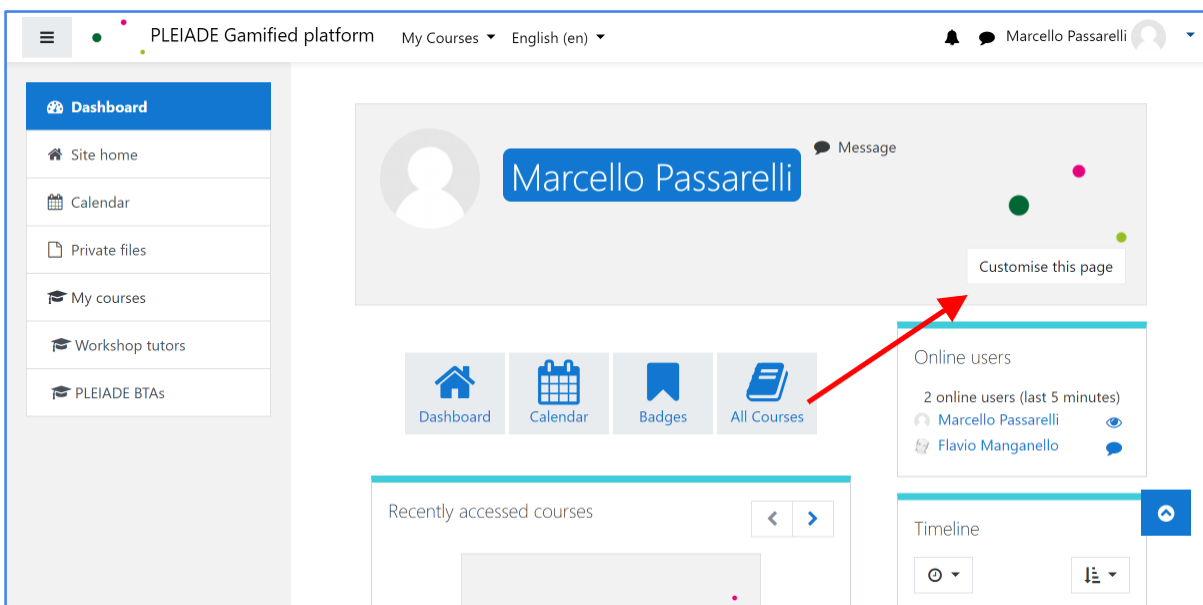 PLEIADE Gamified platform My Courses English (en) Marcello Passarelli
Dashboard
Site home
Calendar
Private files
My courses
Workshop tutors
PLEIADE BTAs
Marcello Passarelli
Message
Customise this page
Dashboard Calendar Badges All Courses
Recently accessed courses
Online users
2 online users (last 5 minutes)
Marcello Passarelli
Flavio Manganello
Timeline